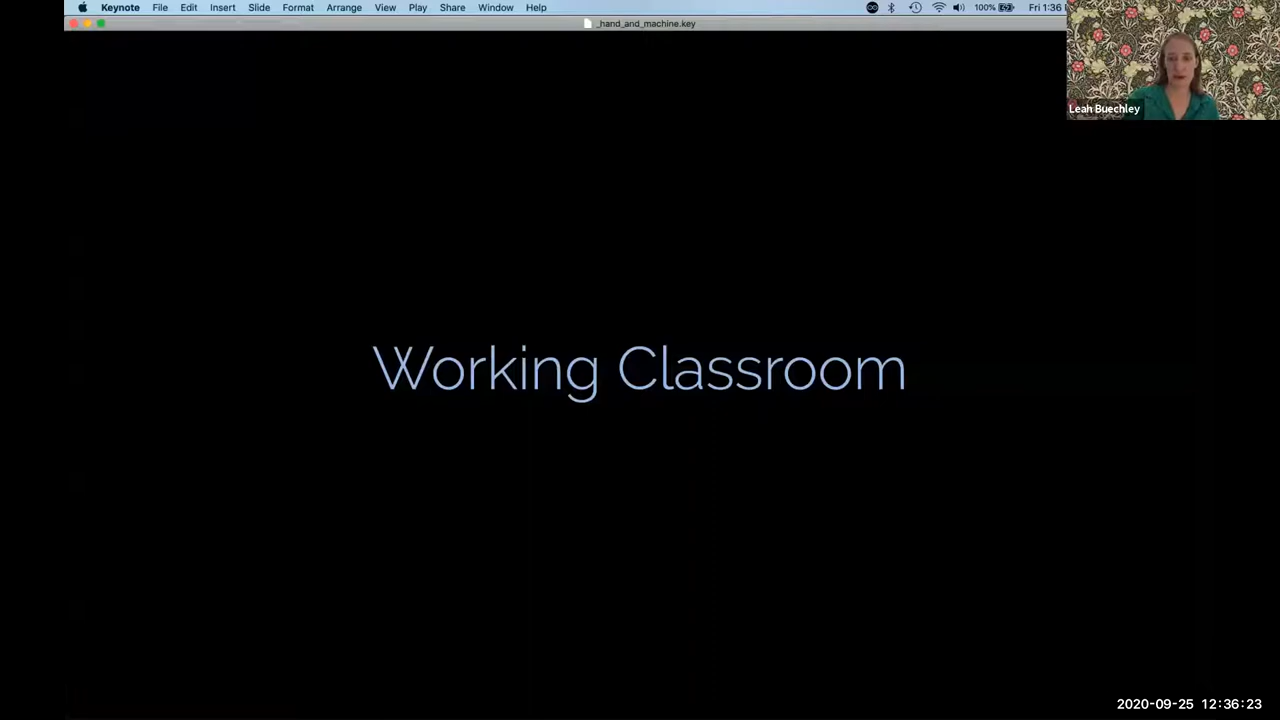 Keynote File Edit Insert Slide Format Arrange View Play Share Window Help 100% Fri 1:36
_hand_and_machine.key
Leah Buechley
Working Classroom
2020-09-25 12:36:23